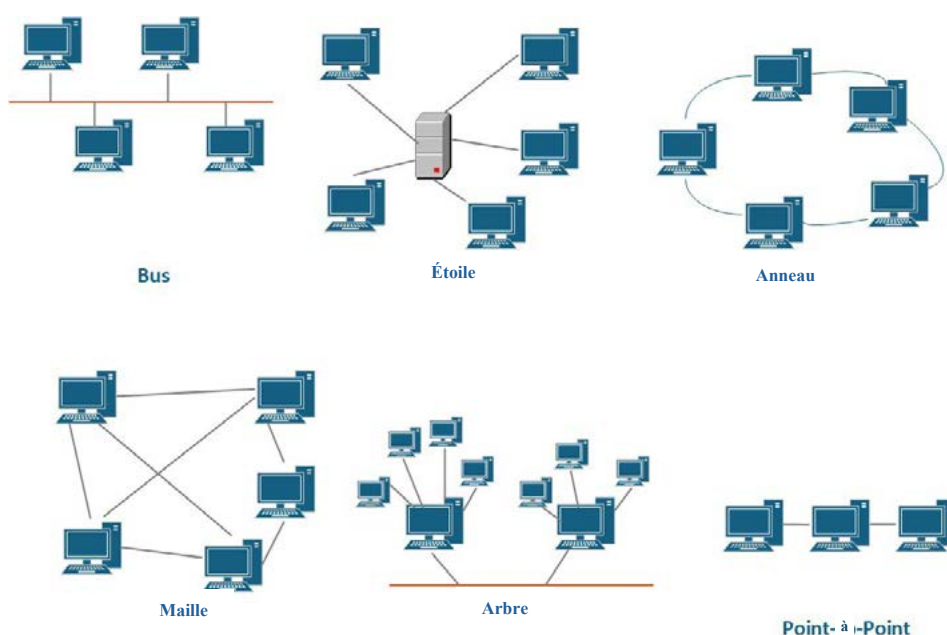 Bus
Étoile
Anneau
Maille
Arbre
Point- à -Point